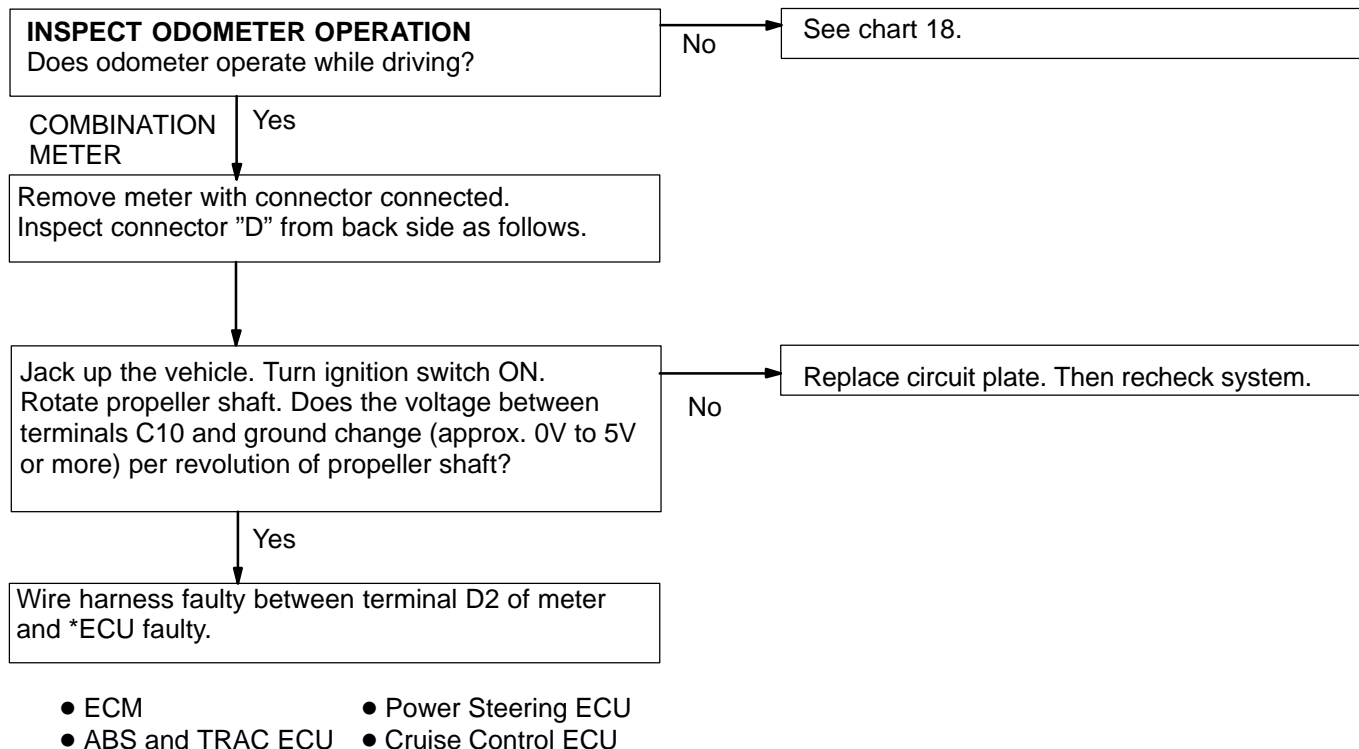 INSPECT ODOMETER OPERATION
Does odometer operate while driving?
No
See chart 18.
COMBINATION
METER
Yes
Remove meter with connector connected.
Inspect connector ”D” from back side as follows.
Jack up the vehicle. Turn ignition switch ON.
Rotate propeller shaft. Does the voltage between
terminals C10 and ground change (approx. 0V to 5V
or more) per revolution of propeller shaft?
No
Replace circuit plate. Then recheck system.
Yes
Wire harness faulty between terminal D2 of meter
and *ECU faulty.
● ECM ● Power Steering ECU
● ABS and TRAC ECU ● Cruise Control ECU